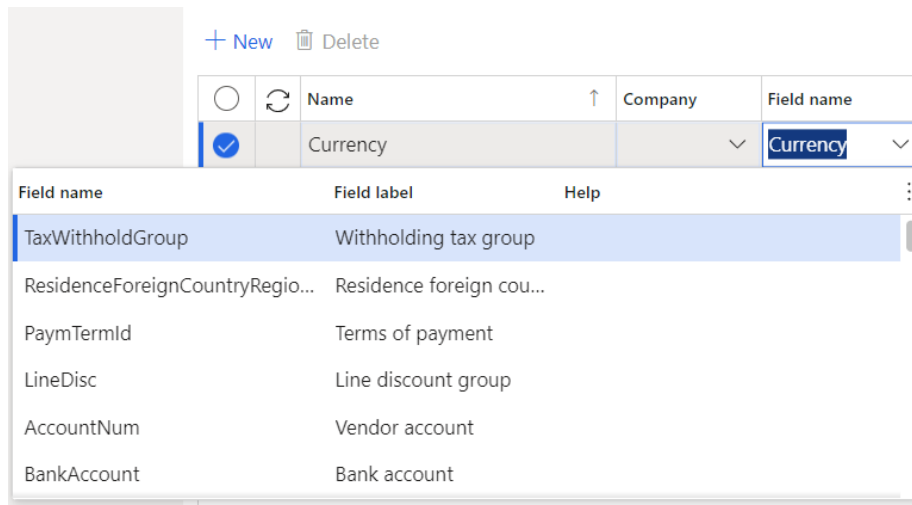 New Delete
Name Company Field name
Currency Currency
Field name Field label Help
TaxWithholdGroup Withholding tax group
ResidenceForeignCountryRegio... Residence foreign cou...
PaymTermId Terms of payment
LineDisc Line discount group
AccountNum Vendor account
BankAccount Bank account